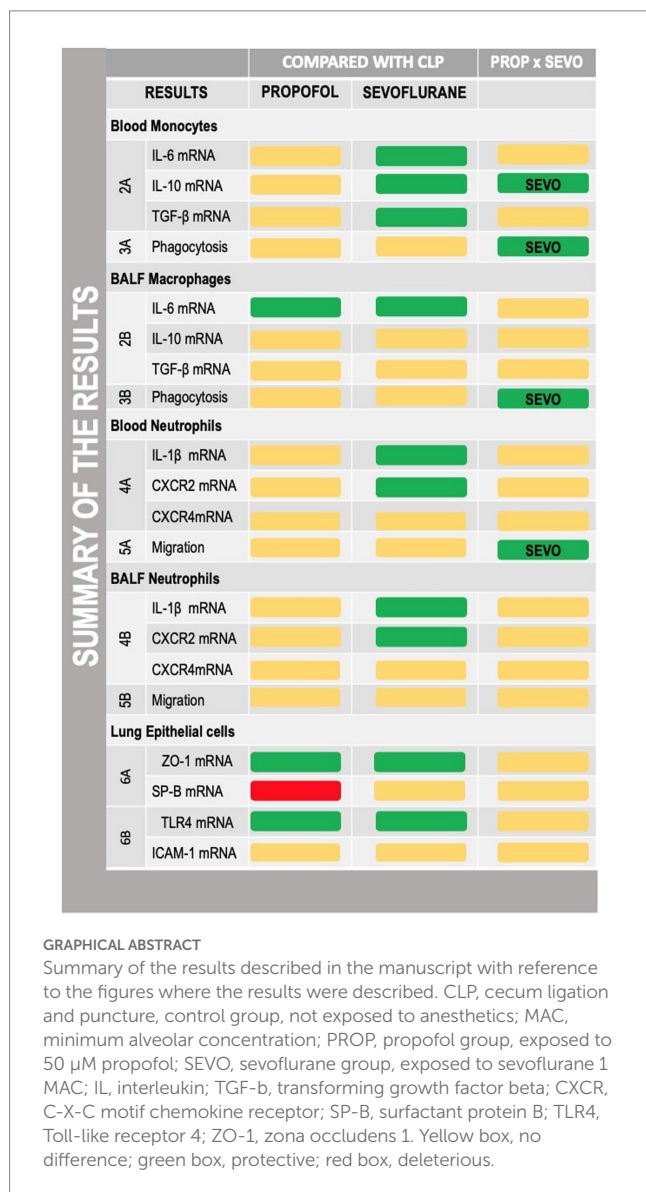 SUMMARY OF THE RESULTS
COMPARED WITH CLP PROP x SEVO
RESULTS PROPOFOL SEVOFLURANE
Blood Monocytes
2A
IL-6 mRNA
IL-10 mRNA SEVO
TGF-β mRNA
3A Phagocytosis SEVO
BALF Macrophages
2B
IL-6 mRNA
IL-10 mRNA
TGF-β mRNA
3B Phagocytosis SEVO
Blood Neutrophils
4A
IL-1β mRNA
CXCR2 mRNA
CXCR4mRNA
5A Migration SEVO
BALF Neutrophils
4B
IL-1β mRNA
CXCR2 mRNA
CXCR4mRNA
5B Migration
Lung Epithelial cells
6A
ZO-1 mRNA
SP-B mRNA
6B
TLR4 mRNA
ICAM-1 mRNA
GRAPHICAL ABSTRACT
Summary of the results described in the manuscript with reference
to the figures where the results were described. CLP, cecum ligation
and puncture, control group, not exposed to anesthetics; MAC,
minimum alveolar concentration; PROP, propofol group, exposed to
50 μM propofol; SEVO, sevoflurane group, exposed to sevoflurane 1
MAC; IL, interleukin; TGF-b, transforming growth factor beta; CXCR,
C-X-C motif chemokine receptor; SP-B, surfactant protein B; TLR4,
Toll-like receptor 4; ZO-1, zona occludens 1. Yellow box, no
difference; green box, protective; red box, deleterious.